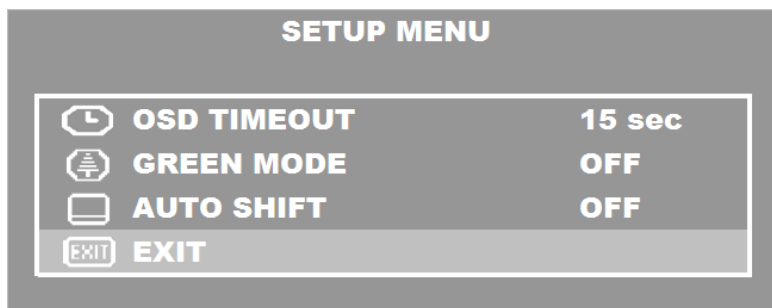 SETUP MENU
OSD TIMEOUT 15 sec
GREEN MODE OFF
AUTO SHIFT OFF
EXIT EXIT